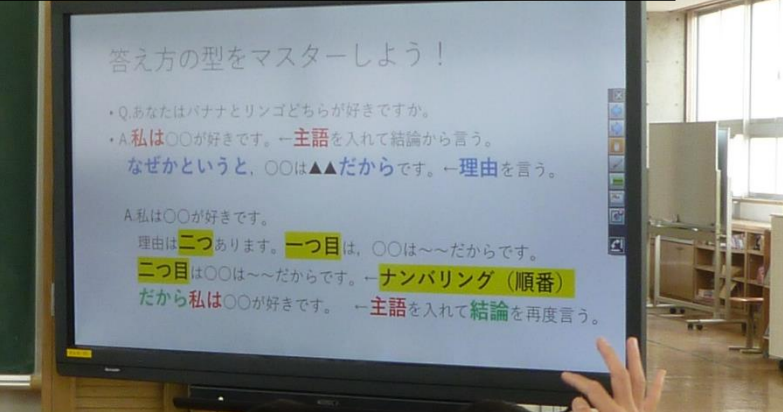 答え方の型をマスターしよう！
・Q.あなたはバナナとリンゴどちらが好きですか。
・A.私は○○が好きです。←主語を入れて結論から言う。
なぜかというと，○○は▲▲だからです。←理由を言う。
A.私は○○が好きです。
理由は二つあります。一つ目は，○○は～～だからです。
二つ目は○○は～～だからです。←ナンバリング（順番）
だから私は○○が好きです。 ←主語を入れて結論を再度言う。